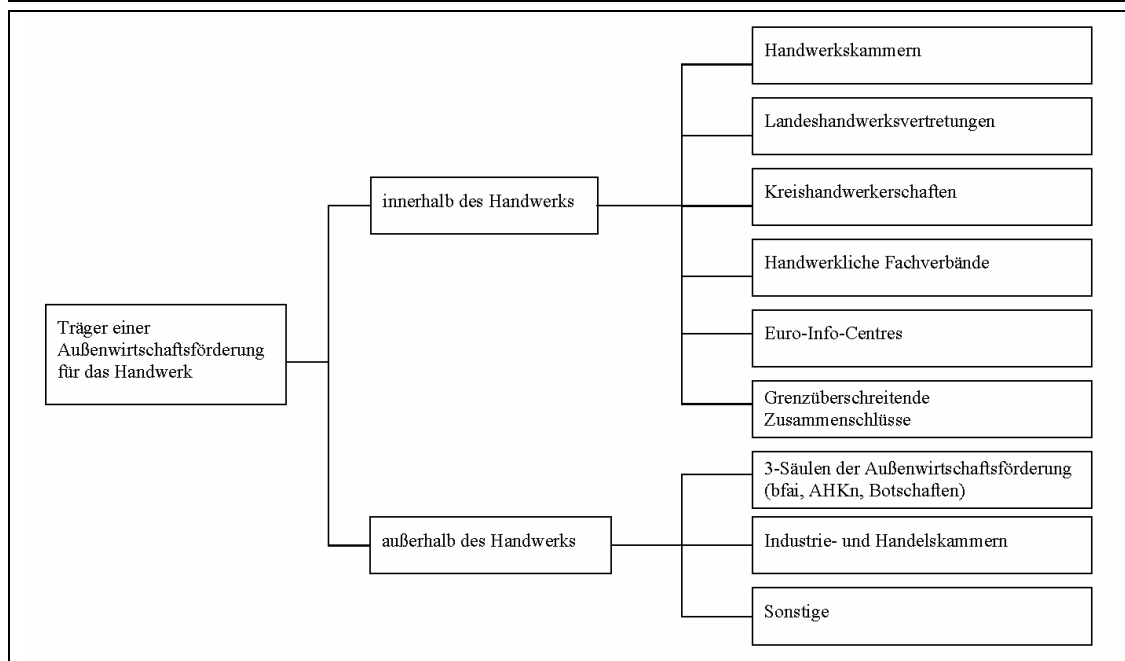 Handwerkskammern
Landeshandwerksvertretungen
innerhalb des Handwerks
Kreishandwerkerschaften
Handwerkliche Fachverbände
Träger einer
Außenwirtschaftsförderung
für das Handwerk
Euro-Info-Centres
Grenzüberschreitende
Zusammenschlüsse
3-Säulen der Außenwirtschaftsförderung
(bfai, AHKn, Botschaften)
außerhalb des Handwerks
Industrie- und Handelskammern
Sonstige